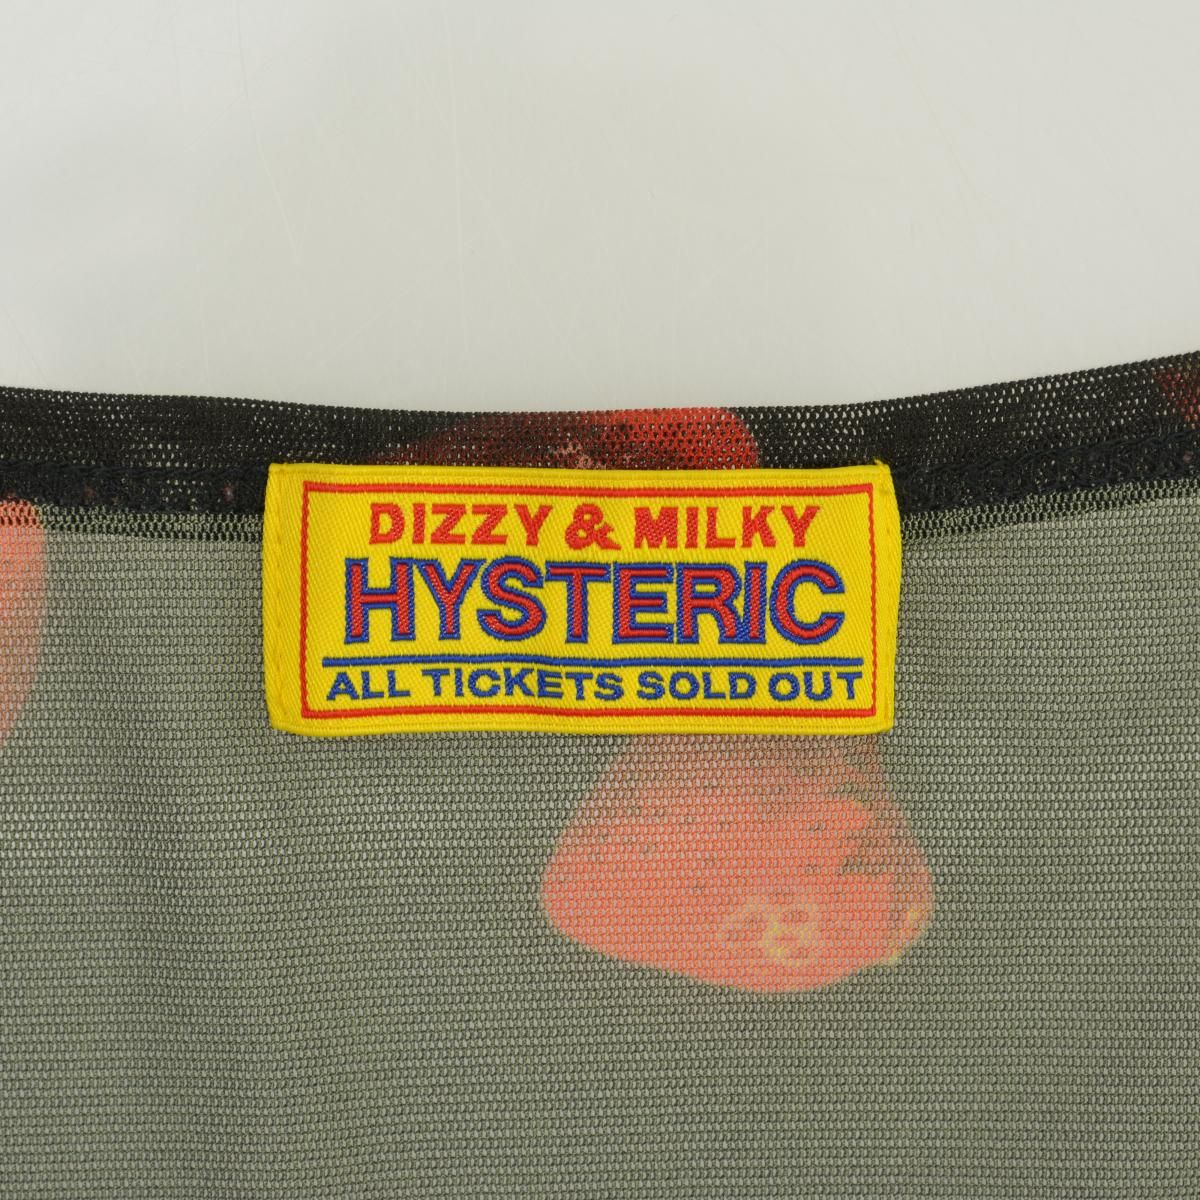 DIZZY & MILKY
HYSTERIC
ALL TICKETS SOLD OUT